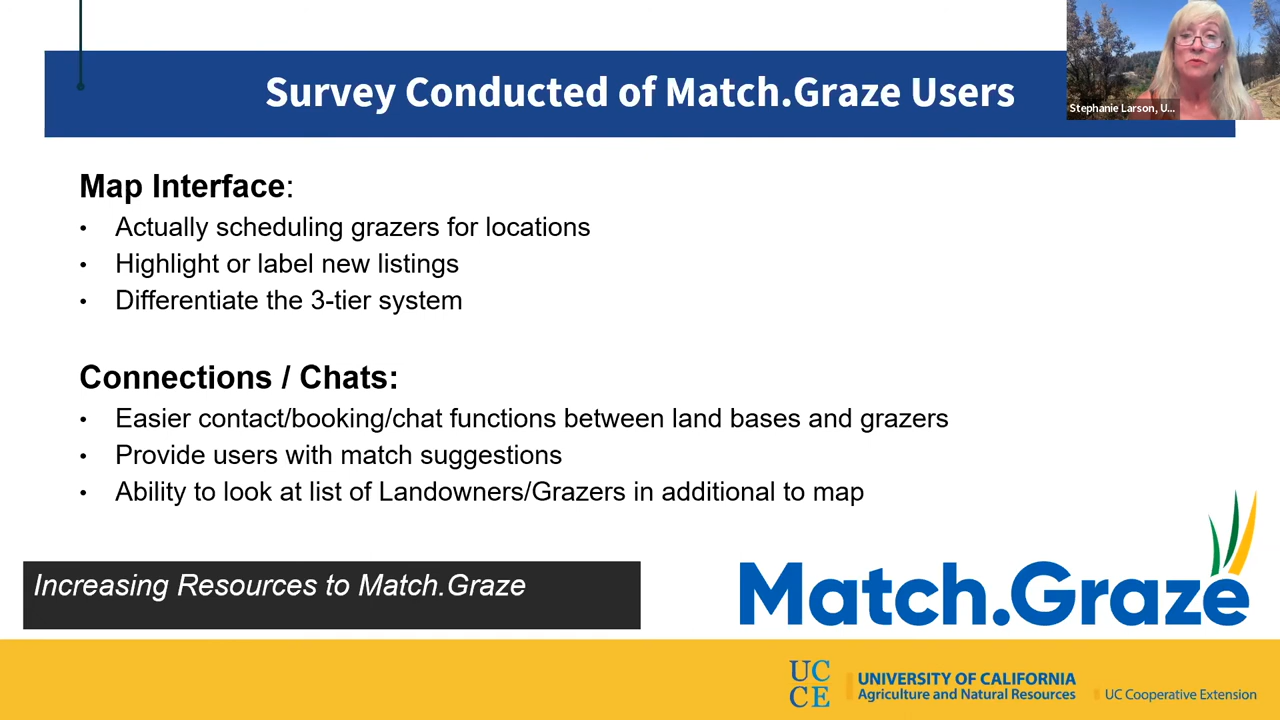 Survey Conducted of Match.Graze Users
Stephanie Larson, U...
Map Interface:
• Actually scheduling grazers for locations
• Highlight or label new listings
• Differentiate the 3-tier system
Connections / Chats:
• Easier contact/booking/chat functions between land bases and grazers
• Provide users with match suggestions
• Ability to look at list of Landowners/Grazers in additional to map
Increasing Resources to Match.Graze
Match.Graze
UC
CE
UNIVERSITY OF CALIFORNIA
Agriculture and Natural Resources
UC Cooperative Extension